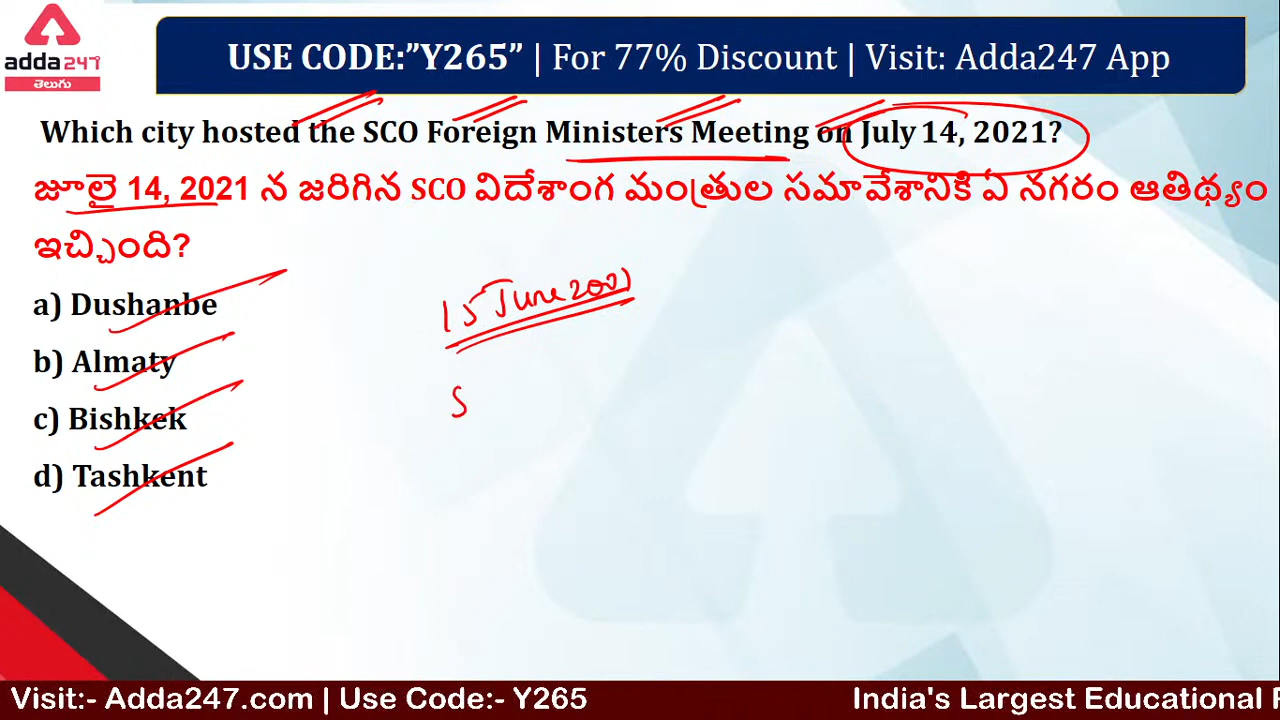 adda247
తెలుగు
USE CODE:”Y265” | For 77% Discount | Visit: Adda247 App
Which city hosted the SCO Foreign Ministers Meeting on July 14, 2021?
జూలై 14, 2021 న జరిగిన SCO విదేశాంగ మంత్రుల సమావేశానికి ఏ నగరం ఆతిథ్యం
ఇచ్చింది?
a) Dushanbe
15 June 2001
b) Almaty
S
c) Bishkek
d) Tashkent
Visit:- Adda247.com | Use Code:- Y265
India's Largest Educational